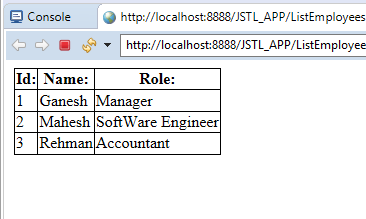 Console
http://localhost:8888/JSTL_APP/ListEmployees
http://localhost:8888/JSTL_APP/ListEmployee
Id: Name: Role:
1 Ganesh Manager
2 Mahesh SoftWare Engineer
3 Rehman Accountant